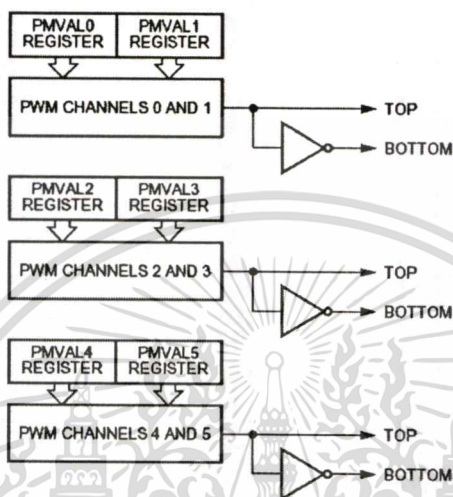 PMVAL0 PMVAL1
REGISTER REGISTER
PWM CHANNELS 0 AND 1
TOP
BOTTOM
PMVAL2 PMVAL3
REGISTER REGISTER
PWM CHANNELS 2 AND 3
TOP
BOTTOM
PMVAL4 PMVAL5
REGISTER REGISTER
PWM CHANNELS 4 AND 5
TOP
BOTTOM